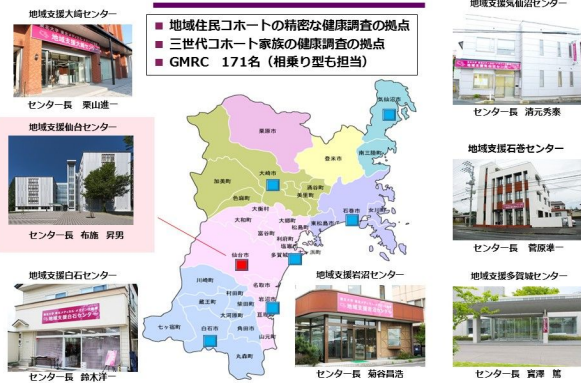 地域支援大崎センター
センター長　栗山進一
地域支援仙台センター
センター長 布施　昇男
地域支援白石センター
センター長　鈴木洋一
■ 地域住民コホートの精密な健康調査の拠点
■ 三世代コホート家族の健康調査の拠点
■ GMRC　171名（相乗り型も担当）
気仙沼市
栗原市
南三陸町
登米市
大崎市
加美町
涌谷町
美里町
色麻町
石巻市
女川町
大衡村
大和町
大郷町
東松島市
松島町
富谷町
利府町
塩竈市
多賀城市
仙台市
名取市
川崎町
村田町
岩沼市
蔵王町
柴田町
亘理町
大河原町
七ヶ宿町
白石市
角田市
山元町
丸森町
地域支援岩沼センター
センター長　菊谷昌浩
地域支援気仙沼センター
センター長　清元秀泰
地域支援石巻センター
センター長　菅原準一
地域支援多賀城センター
センター長　寳澤　篤